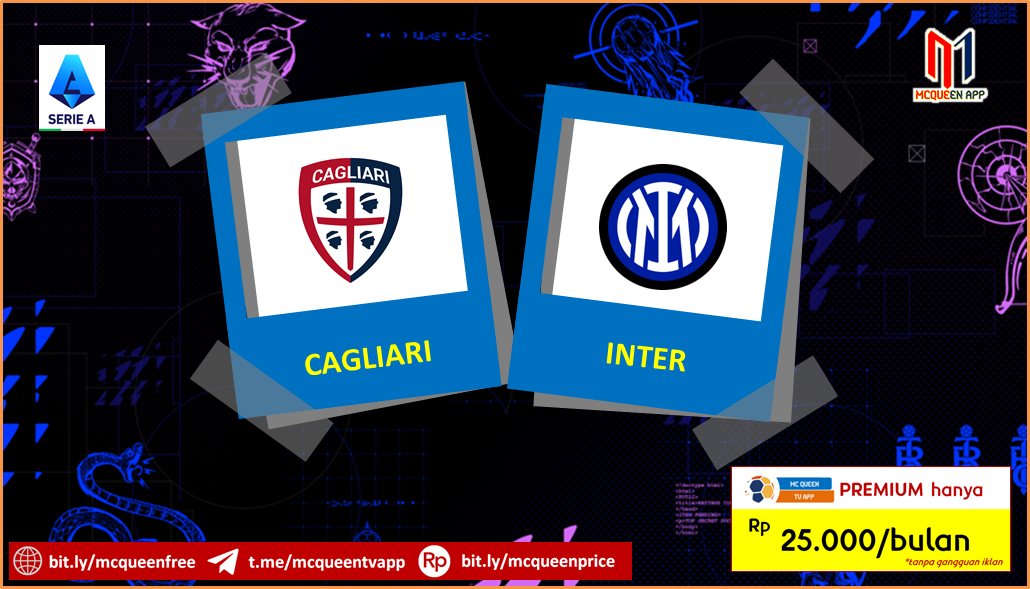 SERIE A
MCQUEEN APP
CAGLIARI
CAGLIARI
INTER
MC QUEEN
TV APP
PREMIUM hanya
Rp 25.000/bulan
*tanpa gangguan iklan
bit.ly/mcqueenfree
t.me/mcqueentvapp
Rp
bit.ly/mcqueenprice